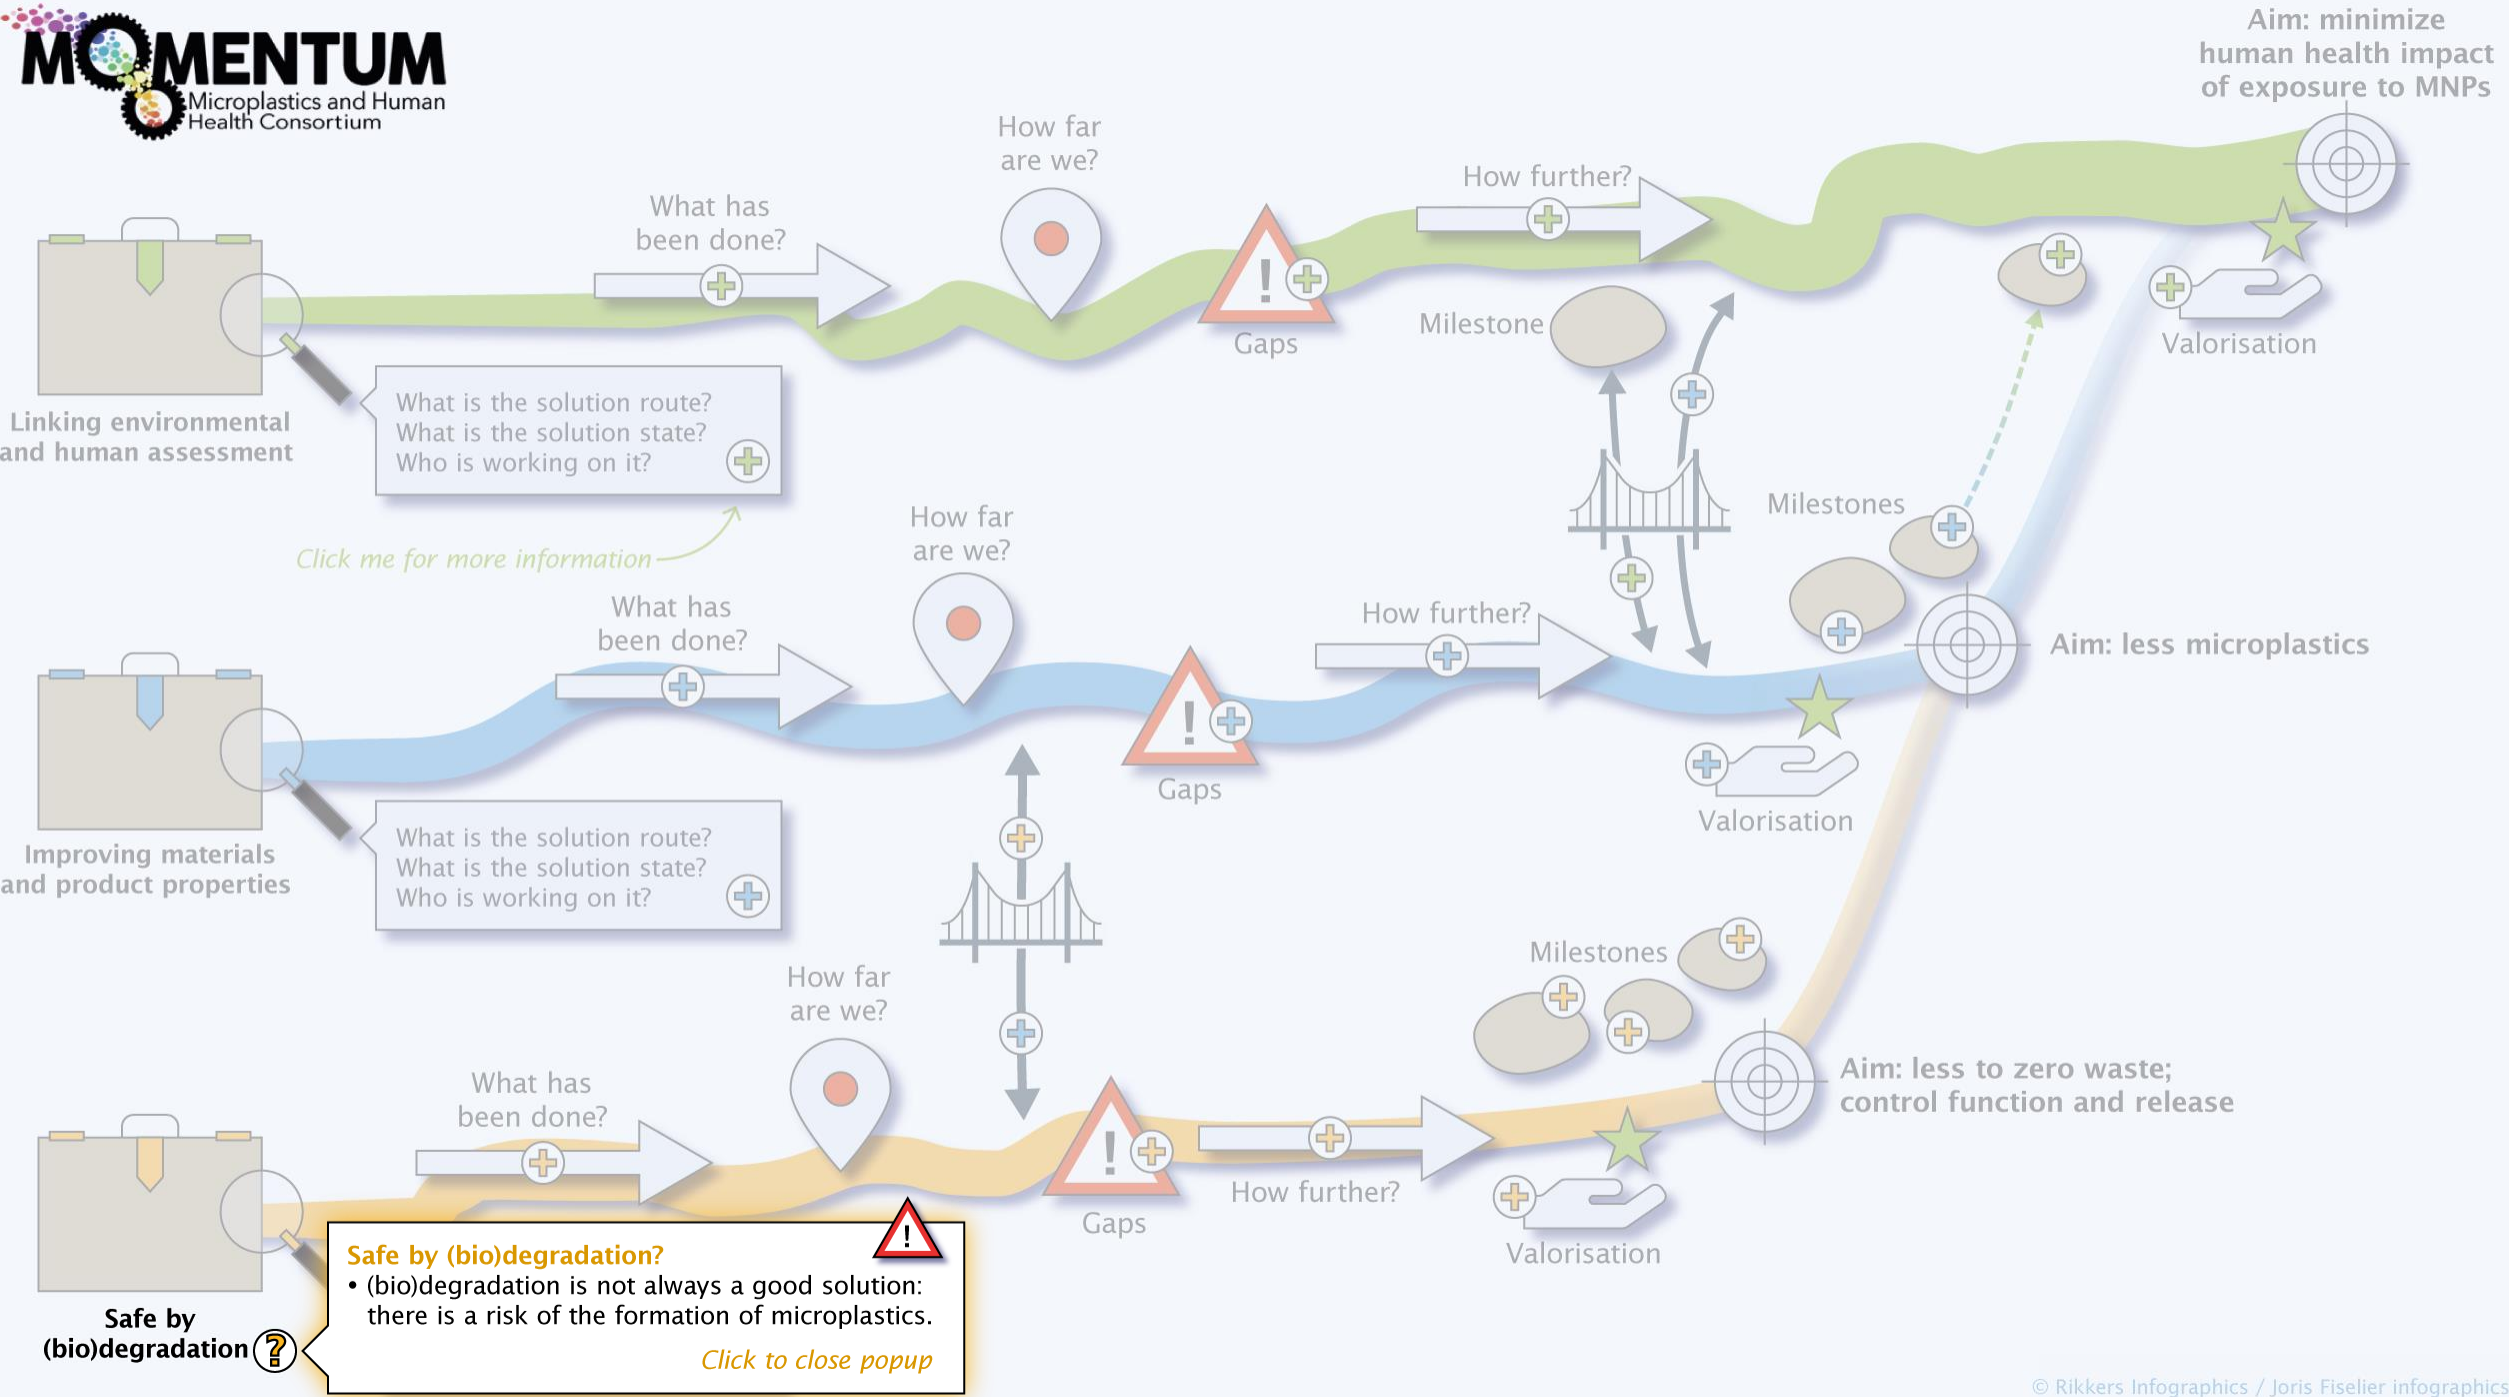 MOMENTUM
Microplastics and Human
Health Consortium
Aim: minimize
human health impact
of exposure to MNPs
How far
are we?
How further?
What has
been done?
!
Gaps
Milestone
Valorisation
Linking environmental
and human assessment
What is the solution route?
What is the solution state?
Who is working on it?
Click me for more information
How far
are we?
Milestones
What has
been done?
How further?
Aim: less microplastics
!
Gaps
Valorisation
Improving materials
and product properties
What is the solution route?
What is the solution state?
Who is working on it?
Milestones
How far
are we?
What has
been done?
Aim: less to zero waste;
control function and release
!
Gaps
How further?
Valorisation
Safe by
(bio)degradation ?
!
Safe by (bio)degradation?
• (bio)degradation is not always a good solution:
there is a risk of the formation of microplastics.
Click to close popup
© Rikkers Infographics / Joris Fiselier infographics